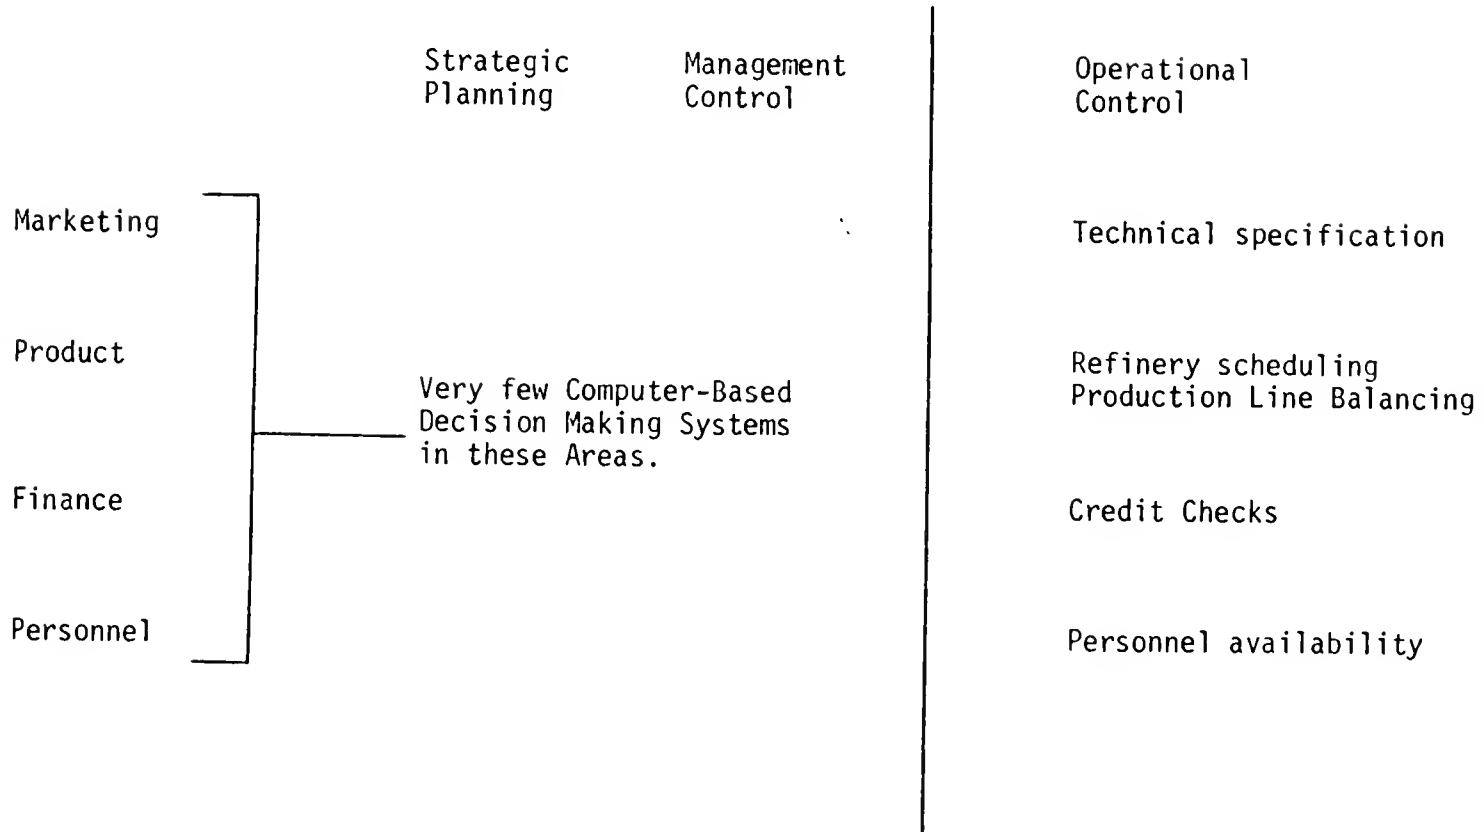 Strategic
Planning
Management
Control
Operational
Control
Marketing
Technical specification
Product
Refinery scheduling
Production Line Balancing
Very few Computer-Based
Decision Making Systems
in these Areas.
Finance
Credit Checks
Personnel
Personnel availability